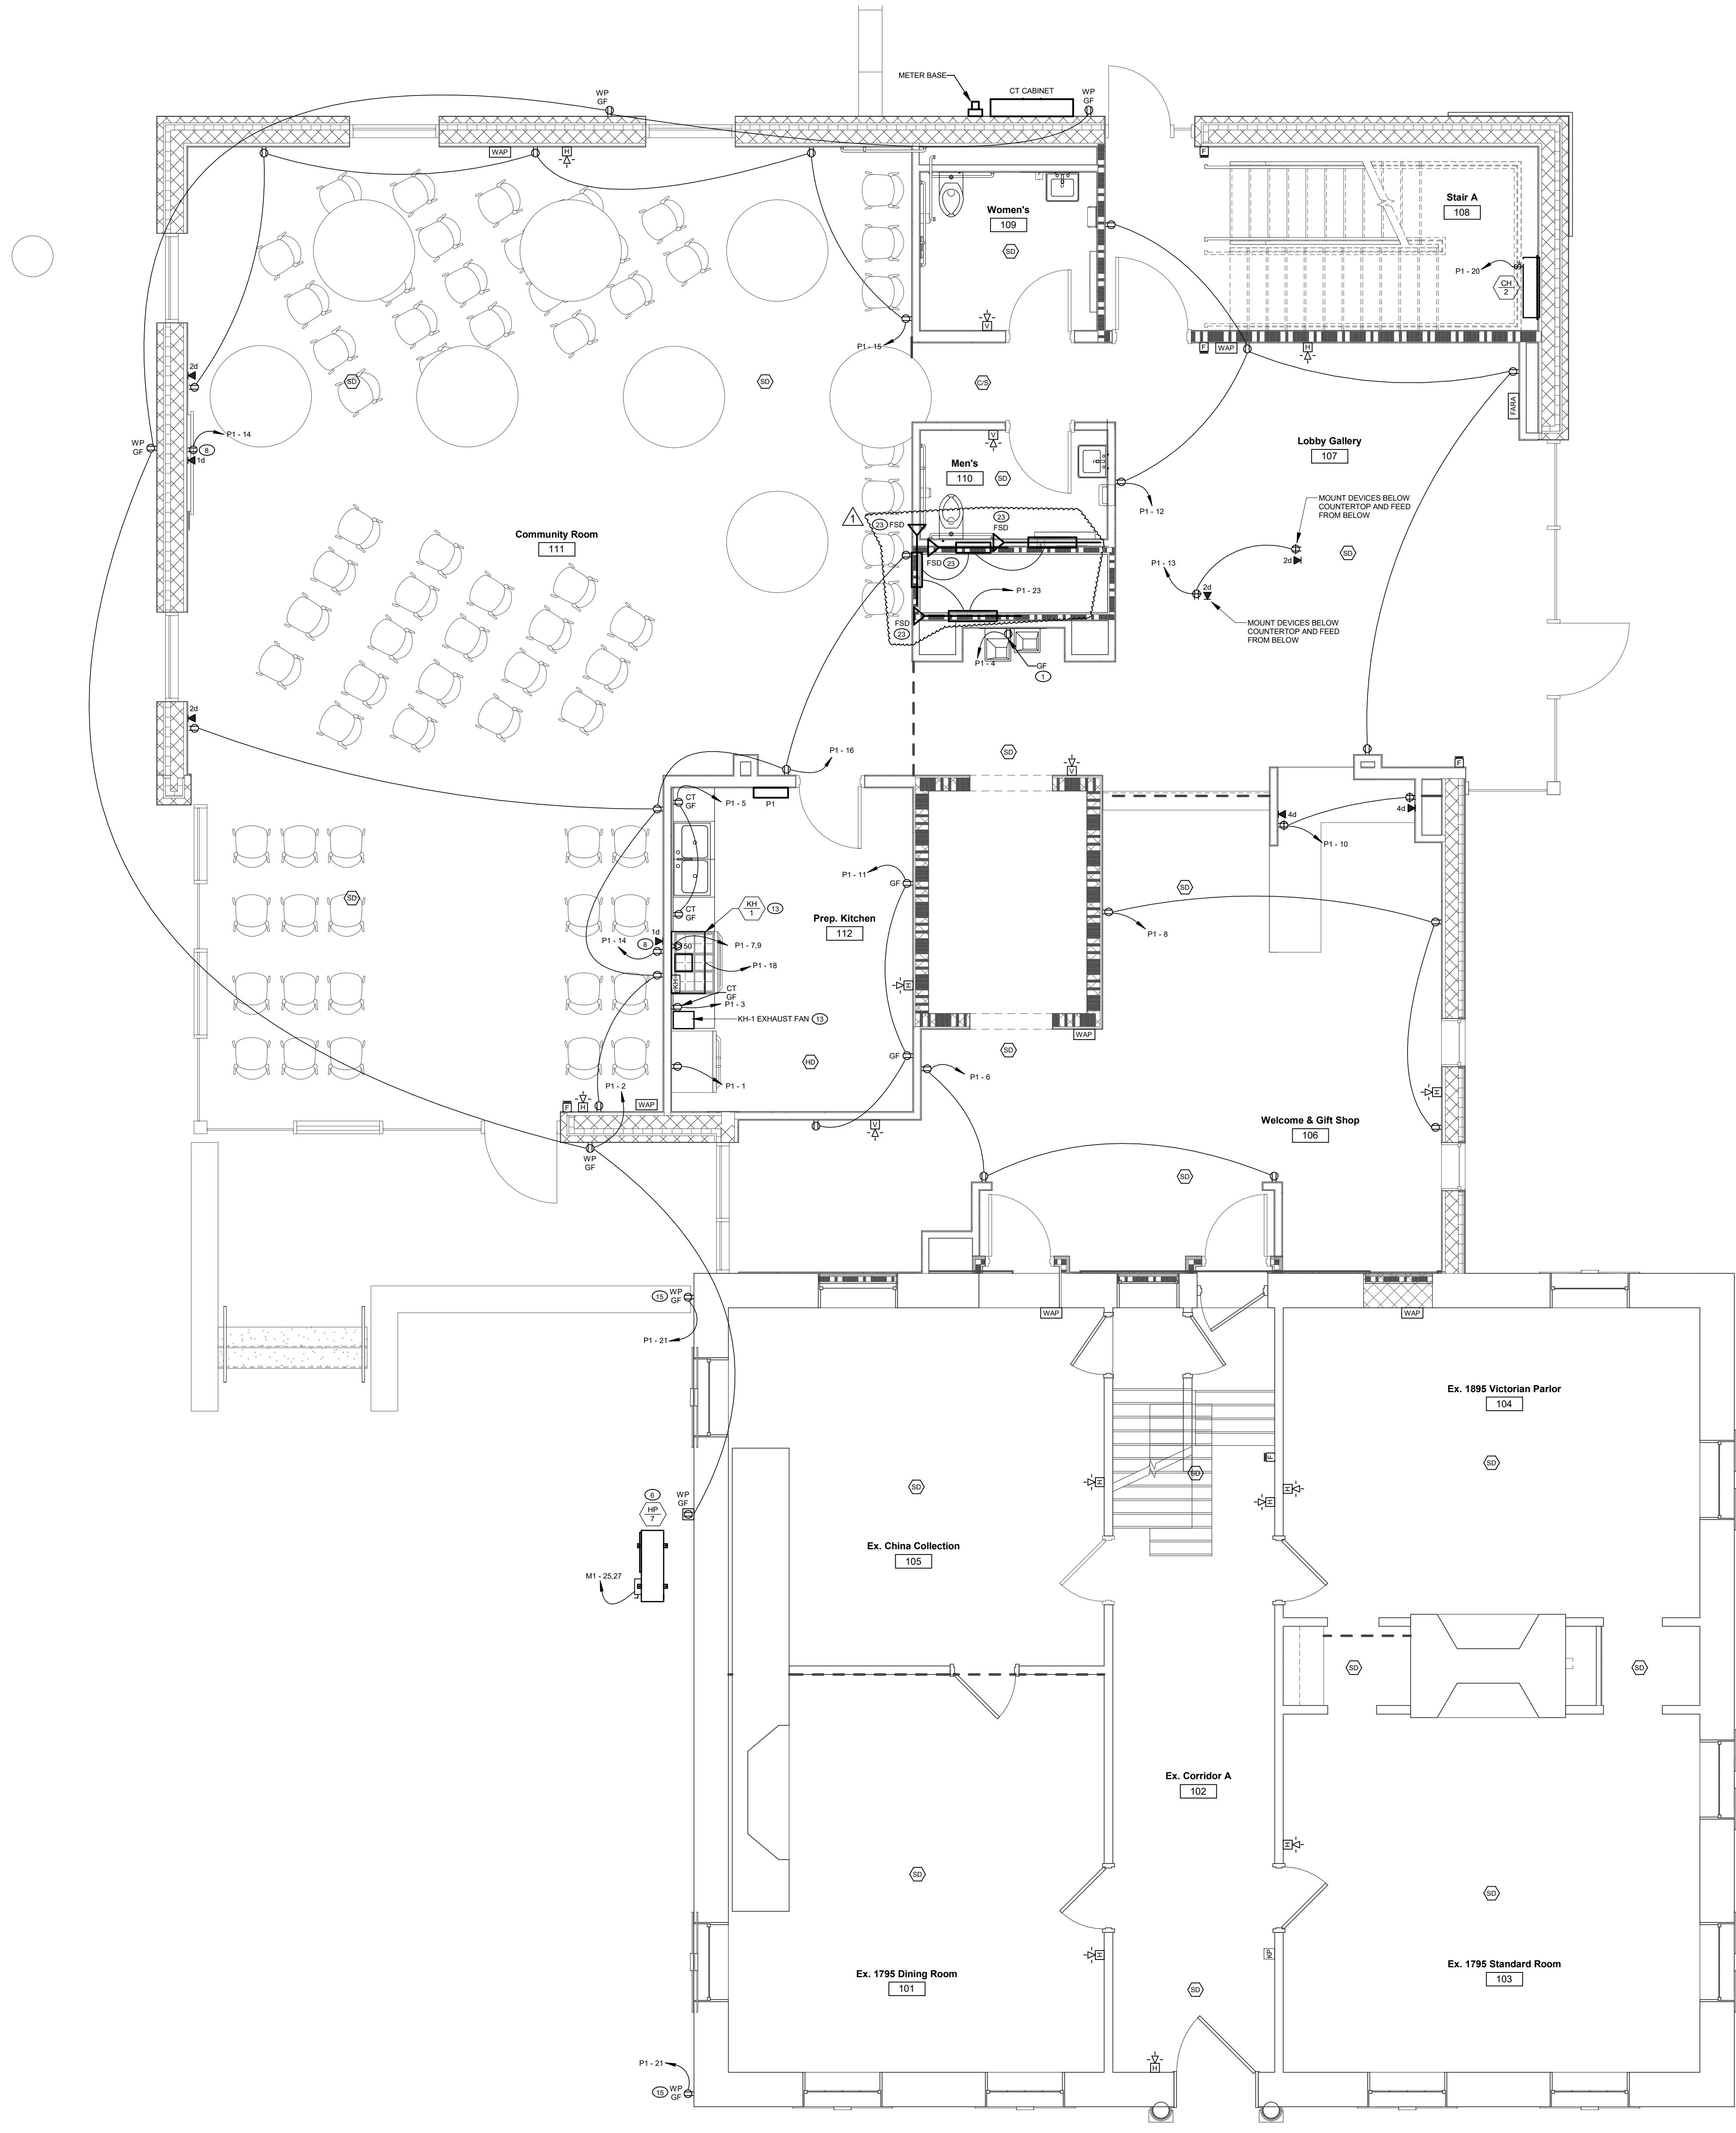 METER BASE
CT CABINET
WP
GF
WP
GF
WAP
H
F
Women's
109
SD
Stair A
108
P1 - 20
CH
2
V
P1 - 15
F
WAP
H
2d
SD
SD
C/S
FARA
P1 - 14
8
1d
WP
GF
V
Men's
110
SD
Lobby Gallery
107
P1 - 12
MOUNT DEVICES BELOW
COUNTERTOP AND FEED
FROM BELOW
2d
SD
1
23
FSD
23
FSD
FSD
23
Community Room
111
P1 - 13
2d
P1 - 23
MOUNT DEVICES BELOW
COUNTERTOP AND FEED
FROM BELOW
FSD
23
P1 - 4
GF
1
2d
P1 - 16
SD
V
F
P1
CT
GF
P1 - 5
4d
4d
P1 - 10
P1 - 11
GF
SD
SD
KH
1
13
CT
GF
Prep. Kitchen
112
P1 - 8
1d
P1 - 14
8
50
P1 - 7,9
P1 - 18
KH-1
H
CT
GF
P1 - 3
KH-1 EXHAUST FAN
13
WAP
HD
GF
SD
P1 - 6
P1 - 1
P1 - 2
F
H
WAP
H
V
Welcome & Gift Shop
106
WP
GF
SD
15
WP
GF
P1 - 21
WAP
WAP
Ex. 1895 Victorian Parlor
104
SD
F
SD
H
SD
H
H
6
WP
GF
HP
7
Ex. China Collection
105
M1 - 25,27
SD
SD
Ex. Corridor A
102
H
SD
SD
H
KP
Ex. 1795 Dining Room
101
Ex. 1795 Standard Room
103
SD
P1 - 21
15
WP
GF
H